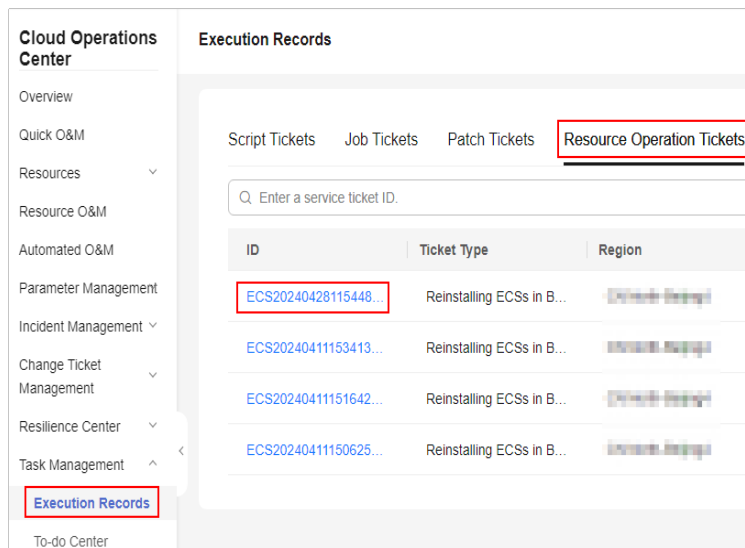 Cloud Operations
Center
Overview
Quick O&M
Resources
Resource O&M
Automated O&M
Parameter Management
Incident Management
Change Ticket
Management
Resilience Center
Task Management
Execution Records
To-do Center
Execution Records
Script Tickets Job Tickets Patch Tickets Resource Operation Tickets
Enter a service ticket ID.
ID Ticket Type Region
ECS20240428115448... Reinstalling ECSs in B...
ECS20240411153413... Reinstalling ECSs in B...
ECS20240411151642... Reinstalling ECSs in B...
ECS20240411150625... Reinstalling ECSs in B...